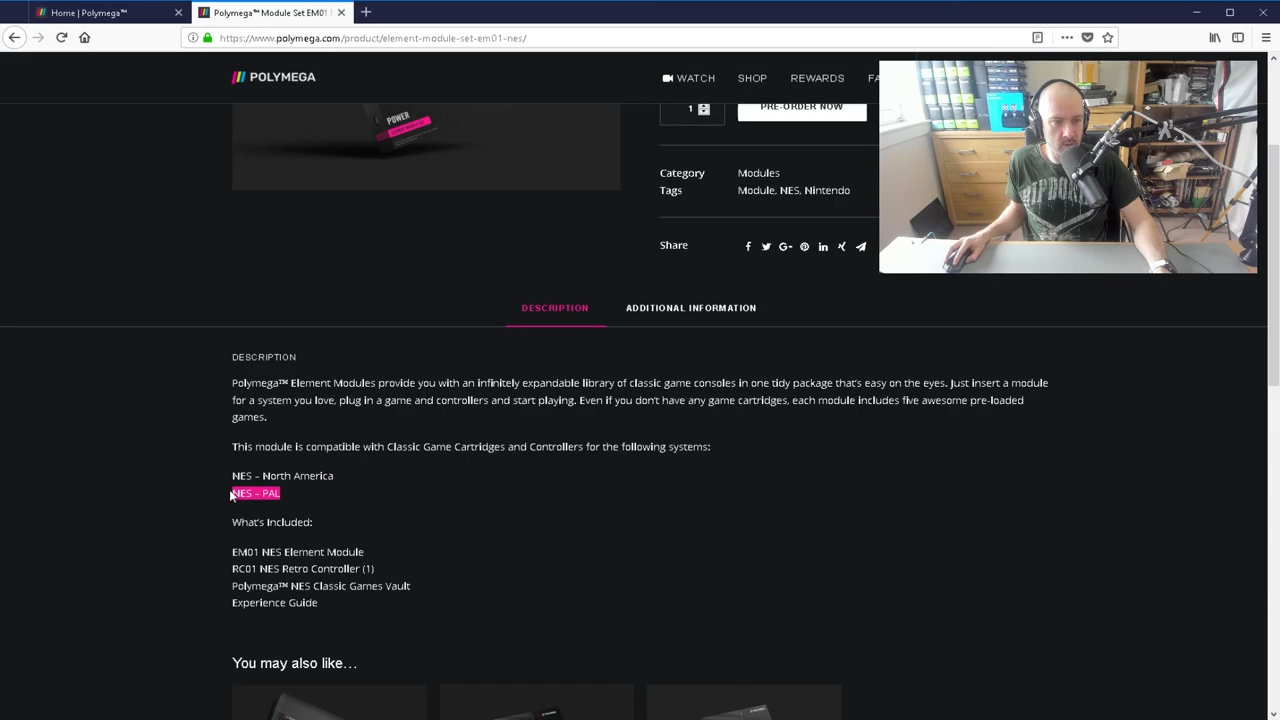 Home | Polymega™
Polymega™ Module Set EM01
https://www.polymega.com/product/element-module-set-em01-nes/
POLYMEGA
WATCH
SHOP
REWARDS
FA
POWER
1
PRE-ORDER NOW
Category
Modules
Tags
Module, NES, Nintendo
Share
DESCRIPTION
ADDITIONAL INFORMATION
DESCRIPTION
Polymega™ Element Modules provide you with an infinitely expandable library of classic game consoles in one tidy package that's easy on the eyes. Just insert a module
for a system you love, plug in a game and controllers and start playing. Even if you don't have any game cartridges, each module includes five awesome pre-loaded
games.
This module is compatible with Classic Game Cartridges and Controllers for the following systems:
NES – North America
NES – PAL
What's Included:
EM01 NES Element Module
RC01 NES Retro Controller (1)
Polymega™ NES Classic Games Vault
Experience Guide
You may also like…